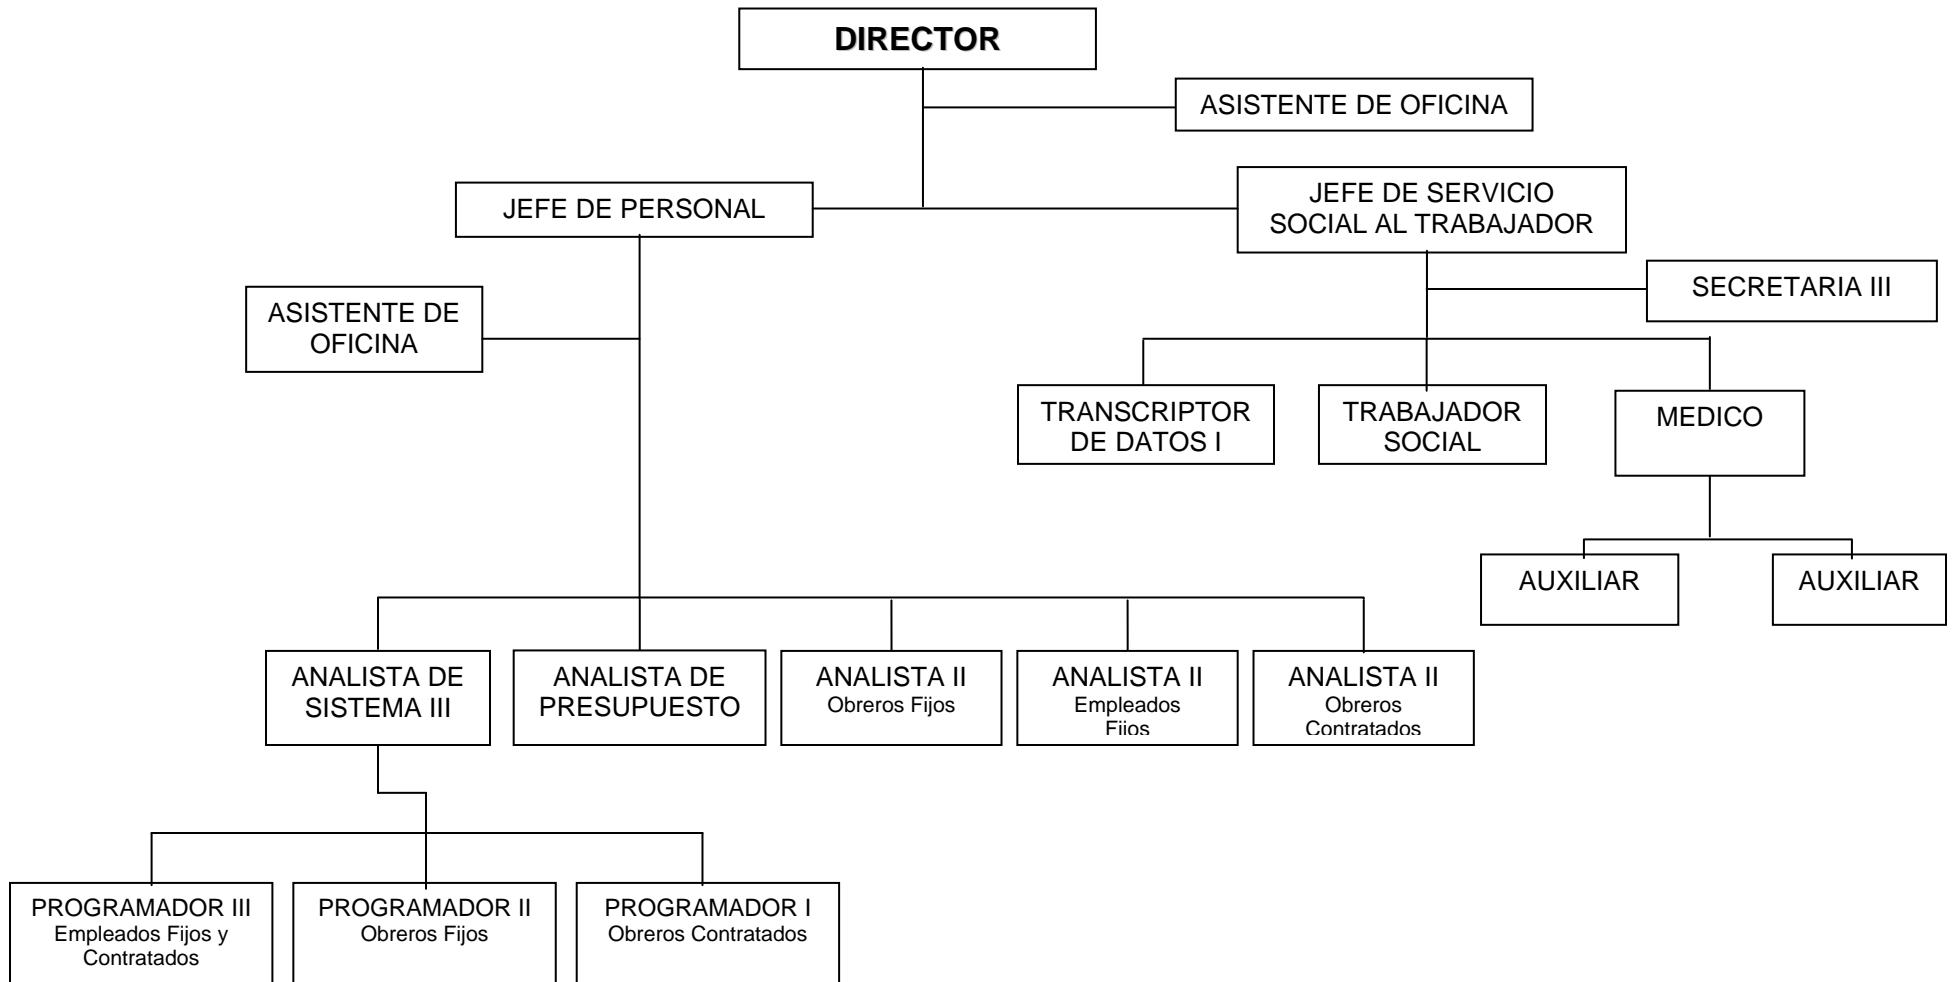 DIRECTOR
ASISTENTE DE OFICINA
JEFE DE PERSONAL
JEFE DE SERVICIO
SOCIAL AL TRABAJADOR
ASISTENTE DE
OFICINA
SECRETARIA III
TRANSCRIPTOR
DE DATOS I
TRABAJADOR
SOCIAL
MEDICO
AUXILIAR
AUXILIAR
ANALISTA DE
SISTEMA III
ANALISTA DE
PRESUPUESTO
ANALISTA II
Obreros Fijos
ANALISTA II
Empleados
Fijos
ANALISTA II
Obreros
Contratados
PROGRAMADOR III
Empleados Fijos y
Contratados
PROGRAMADOR II
Obreros Fijos
PROGRAMADOR I
Obreros Contratados